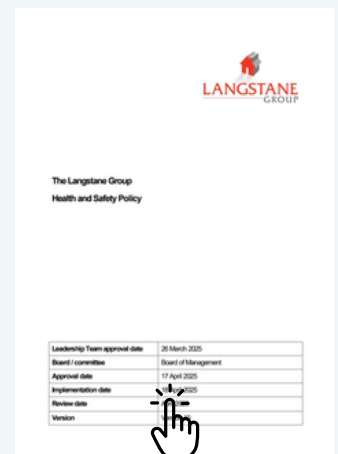 LANGSTANE
GROUP
The Langstane Group
Health and Safety Policy
Leadership Team approval date 26 March 2025
Board / committee Board of Management
Approval date 17 April 2025
Implementation date 2025
Review date
Version